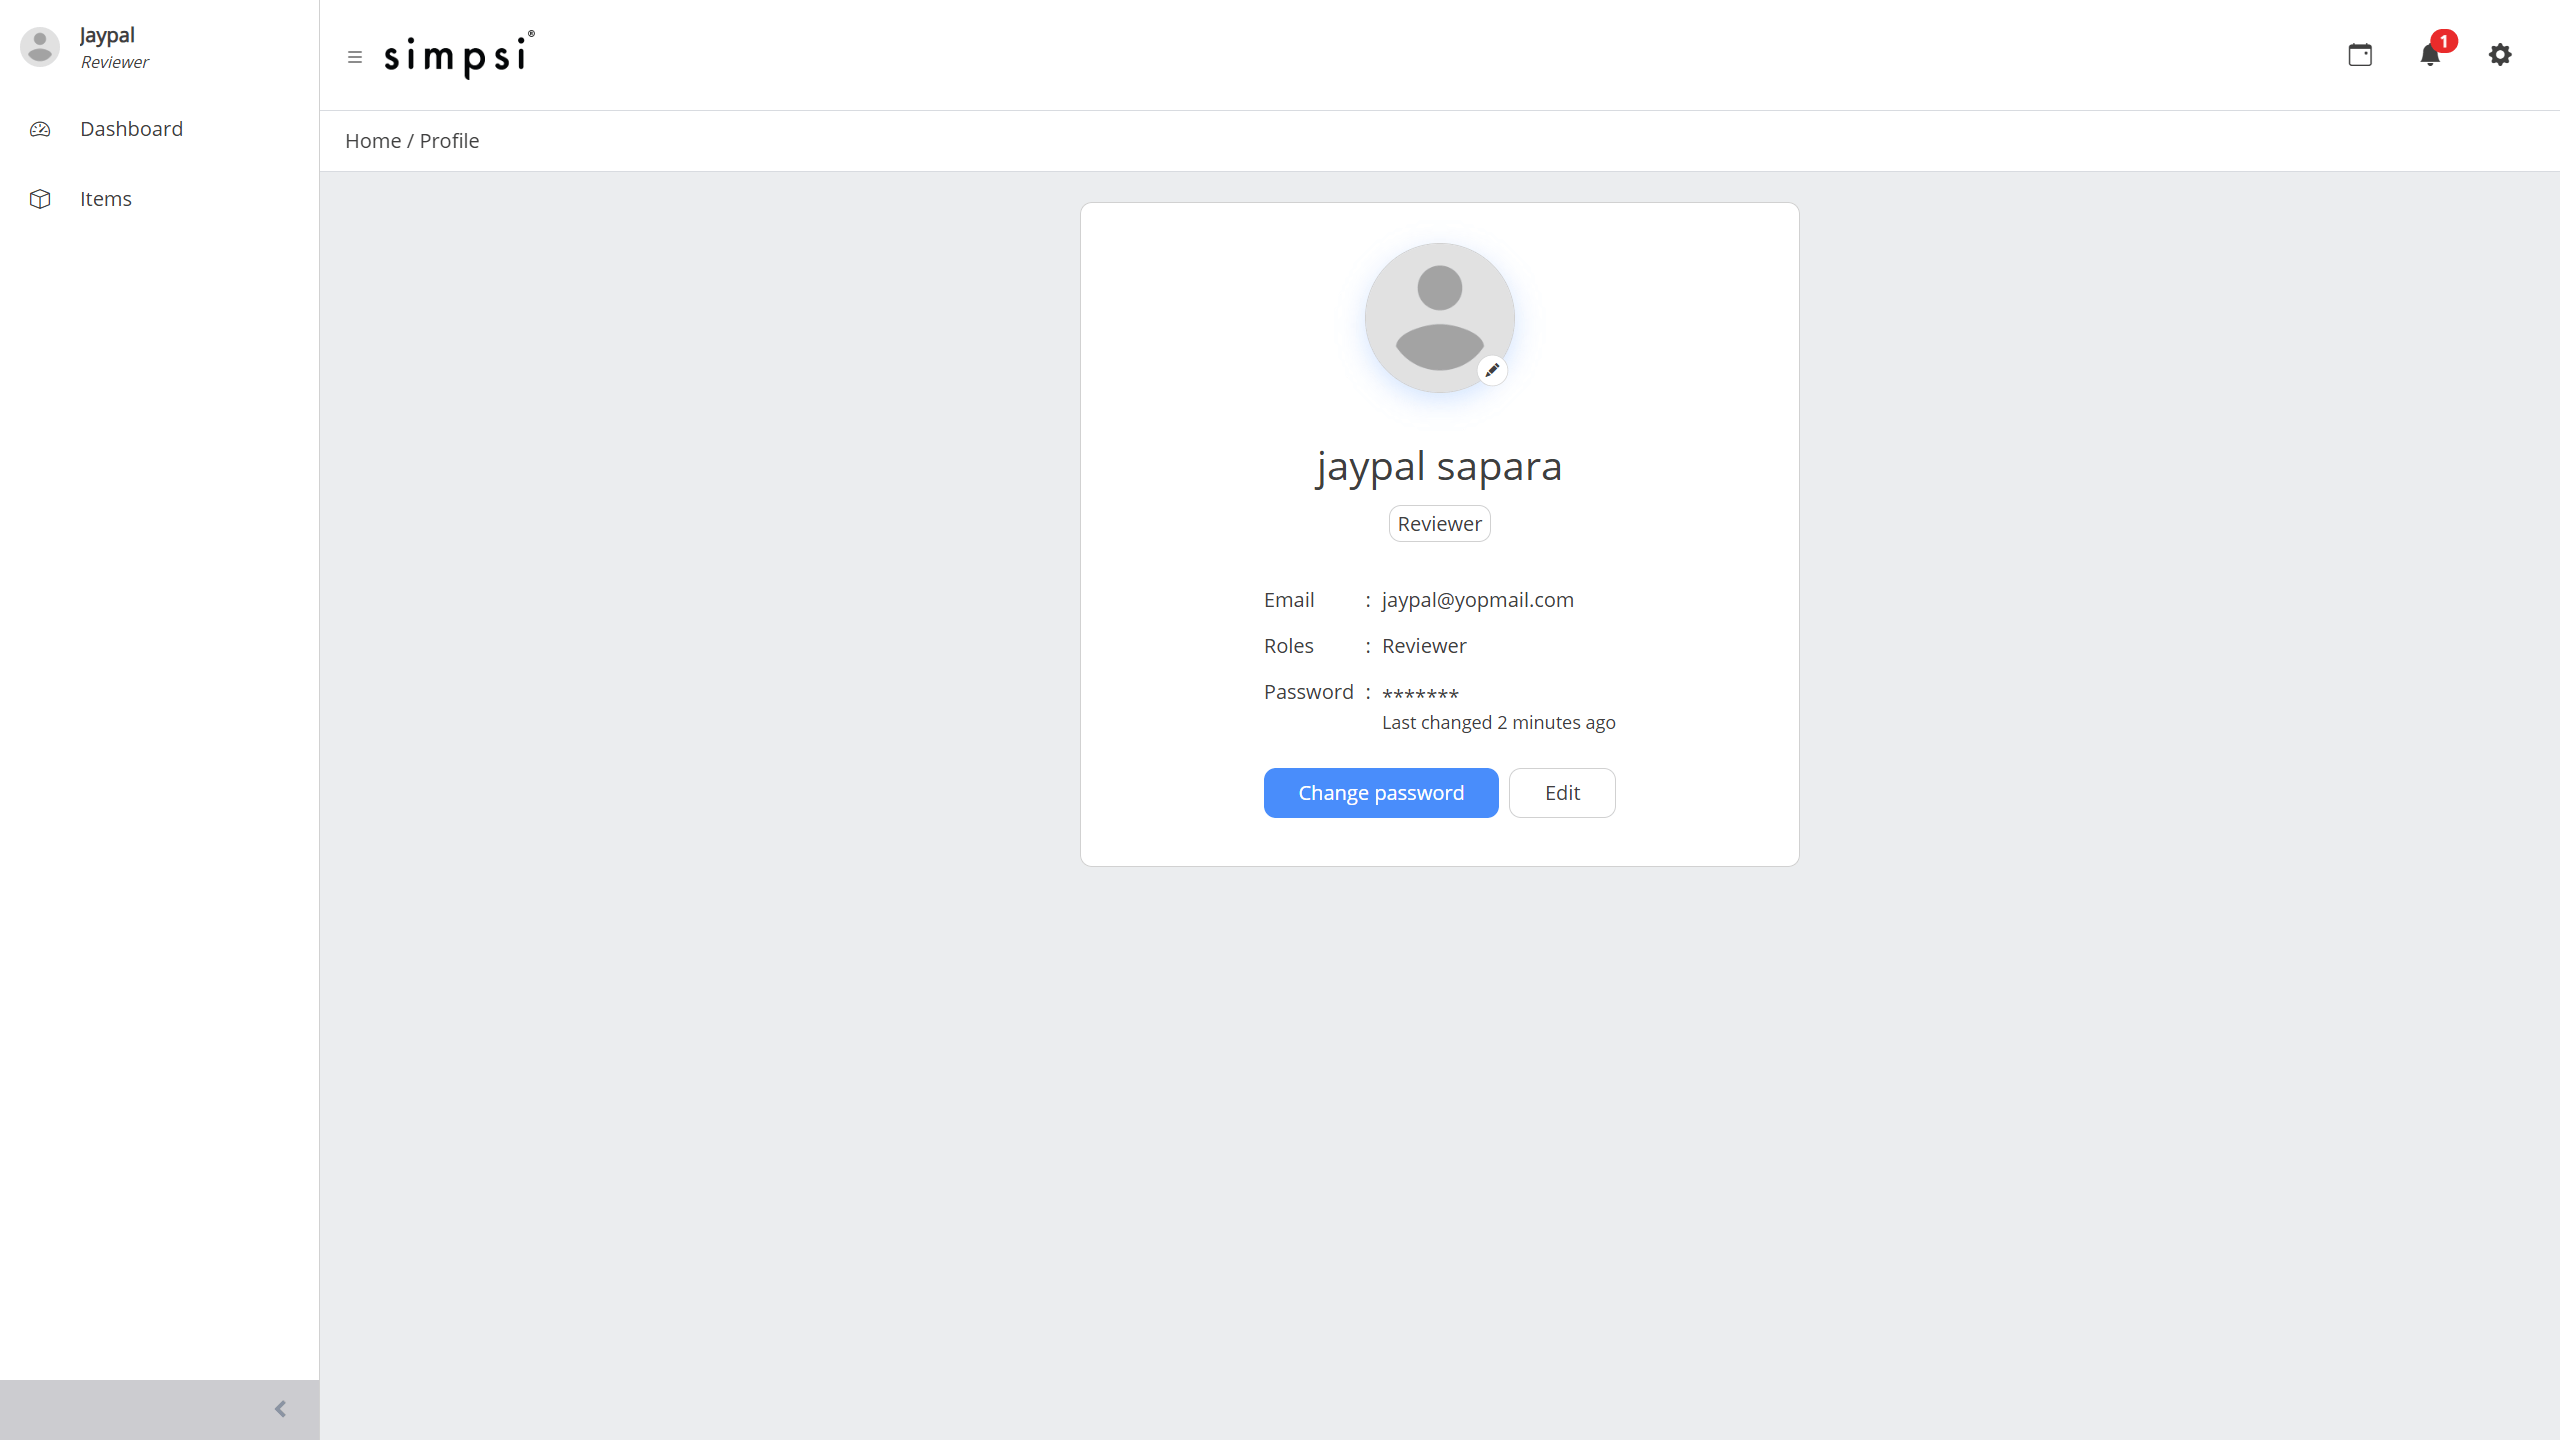 Jaypal
Reviewer
Dashboard
Items
simpsi®
1
Home / Profile
jaypal sapara
Reviewer
Email : jaypal@yopmail.com
Roles : Reviewer
Password : *******
Last changed 2 minutes ago
Change password
Edit